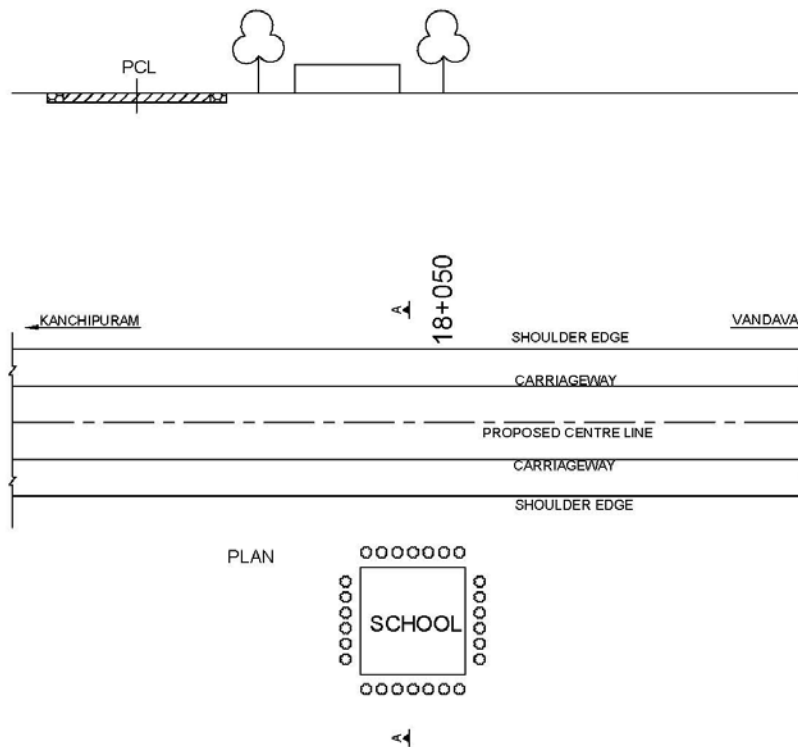 PCL
A
18+050
KANCHIPURAM
VANDAVA
SHOULDER EDGE
CARRIAGEWAY
PROPOSED CENTRE LINE
CARRIAGEWAY
SHOULDER EDGE
PLAN
SCHOOL
A